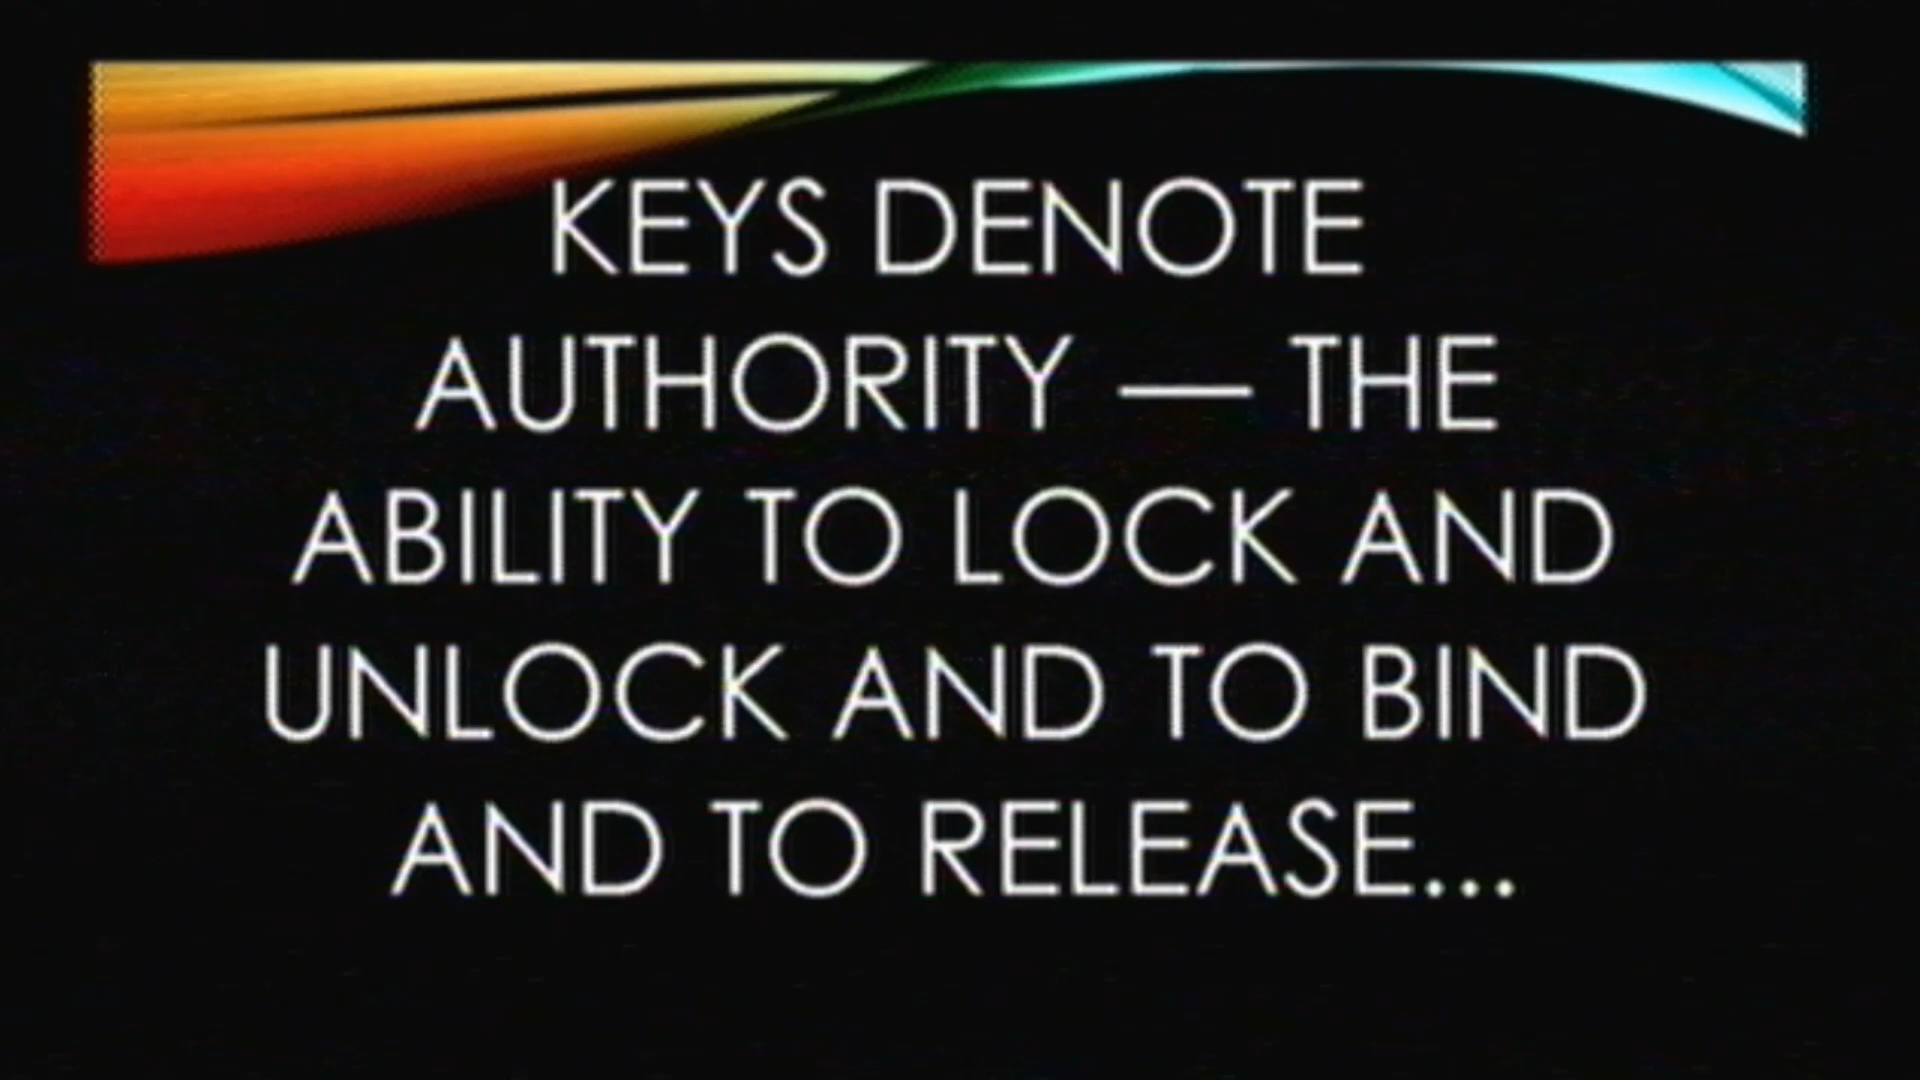 KEYS DENOTE
AUTHORITY — THE
ABILITY TO LOCK AND
UNLOCK AND TO BIND
AND TO RELEASE...